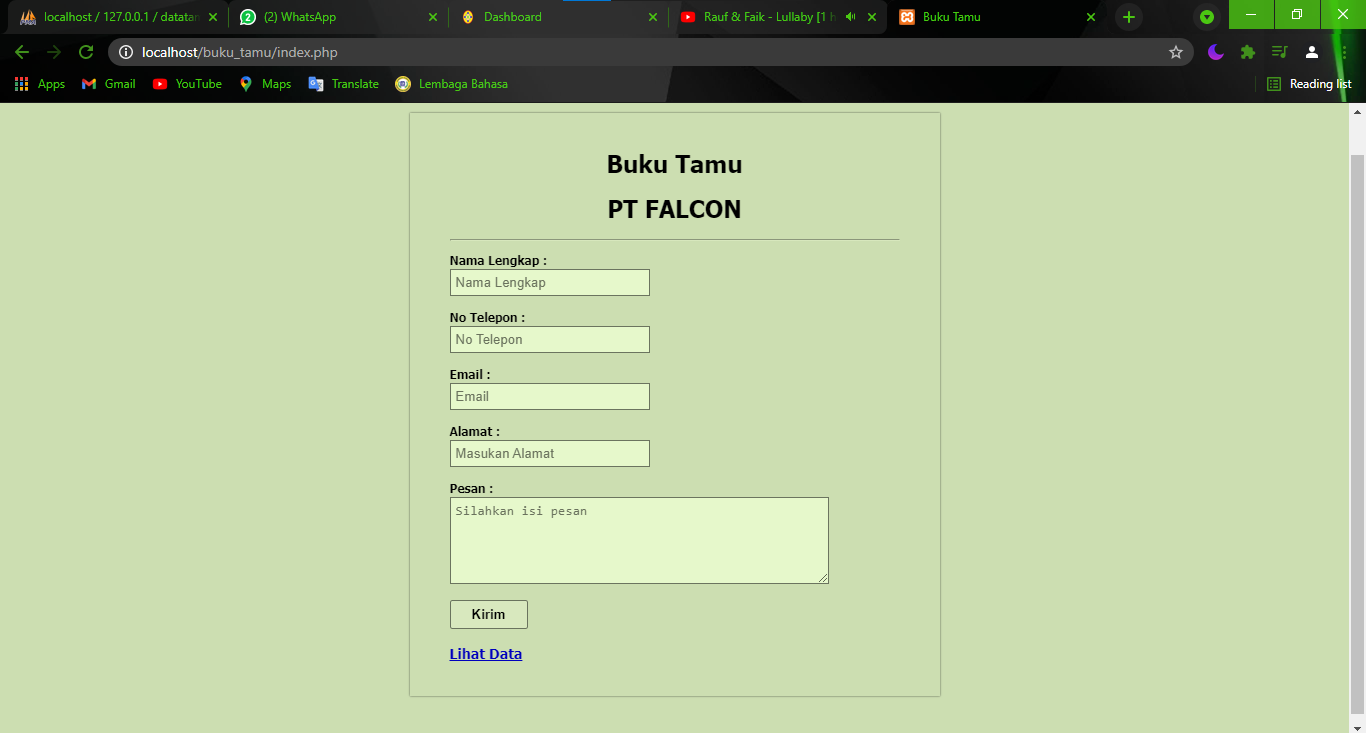 localhost / 127.0.0.1 / datatar
(2) WhatsApp
Dashboard
Rauf & Faik - Lullaby [1 h
Buku Tamu
localhost/buku_tamu/index.php
Apps
Gmail
YouTube
Maps
Translate
Lembaga Bahasa
Reading list
Buku Tamu
PT FALCON
Nama Lengkap :
Nama Lengkap
No Telepon :
No Telepon
Email :
Email
Alamat :
Masukan Alamat
Pesan :
Silahkan isi pesan
Kirim
Lihat Data